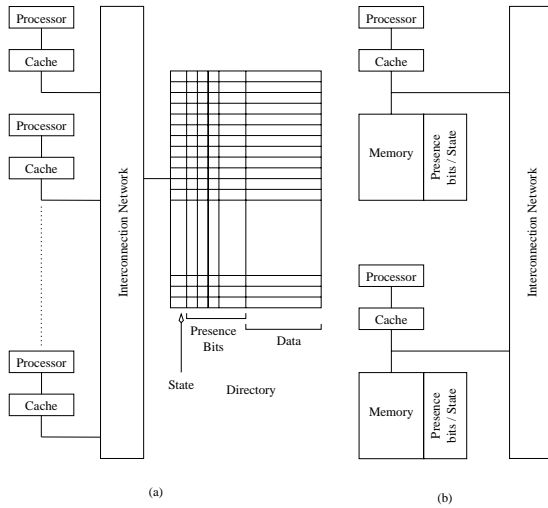 Processor
Cache
Processor
Cache
Processor
Cache
Interconnection Network
State
Presence
Bits
Data
Directory
(a)
Processor
Cache
Memory
Presence
bits / State
Processor
Cache
Memory
Presence
bits / State
Interconnection Network
(b)